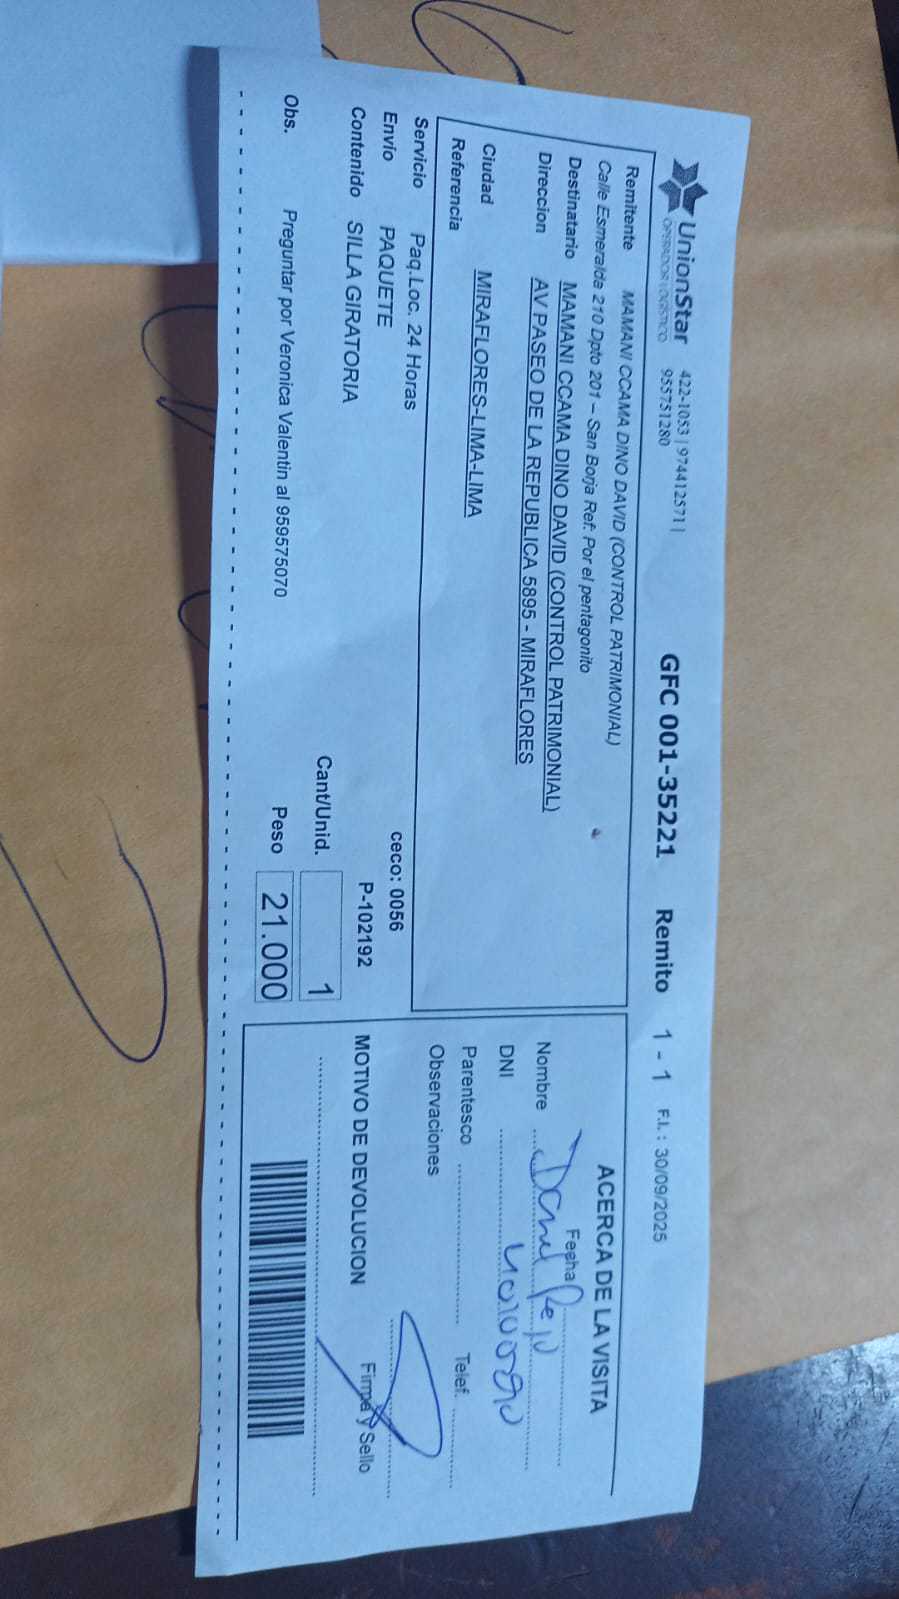 UnionStar
OPERADOR LOGISTICO
422-1053 | 974412571 |
955751280
GFC 001-35221 Remito 1 - 1 F.I. : 30/09/2025
Remitente MAMANI CCAMA DINO DAVID (CONTROL PATRIMONIAL)
Calle Esmeralda 210 Dpto 201 – San Borja Ref: Por el pentagonito
Destinatario MAMANI CCAMA DINO DAVID (CONTROL PATRIMONIAL)
Direccion AV PASEO DE LA REPUBLICA 5895 - MIRAFLORES
Ciudad MIRAFLORES-LIMA-LIMA
Referencia
Servicio Paq.Loc. 24 Horas
Envio PAQUETE
Contenido SILLA GIRATORIA
ceco: 0056
P-102192
Cant/Unid. 1
Peso 21.000
Obs. Preguntar por Veronica Valentin al 959575070
ACERCA DE LA VISITA
Fecha
Nombre
DNI
Parentesco
Telef.
Observaciones
Firma y Sello
MOTIVO DE DEVOLUCION